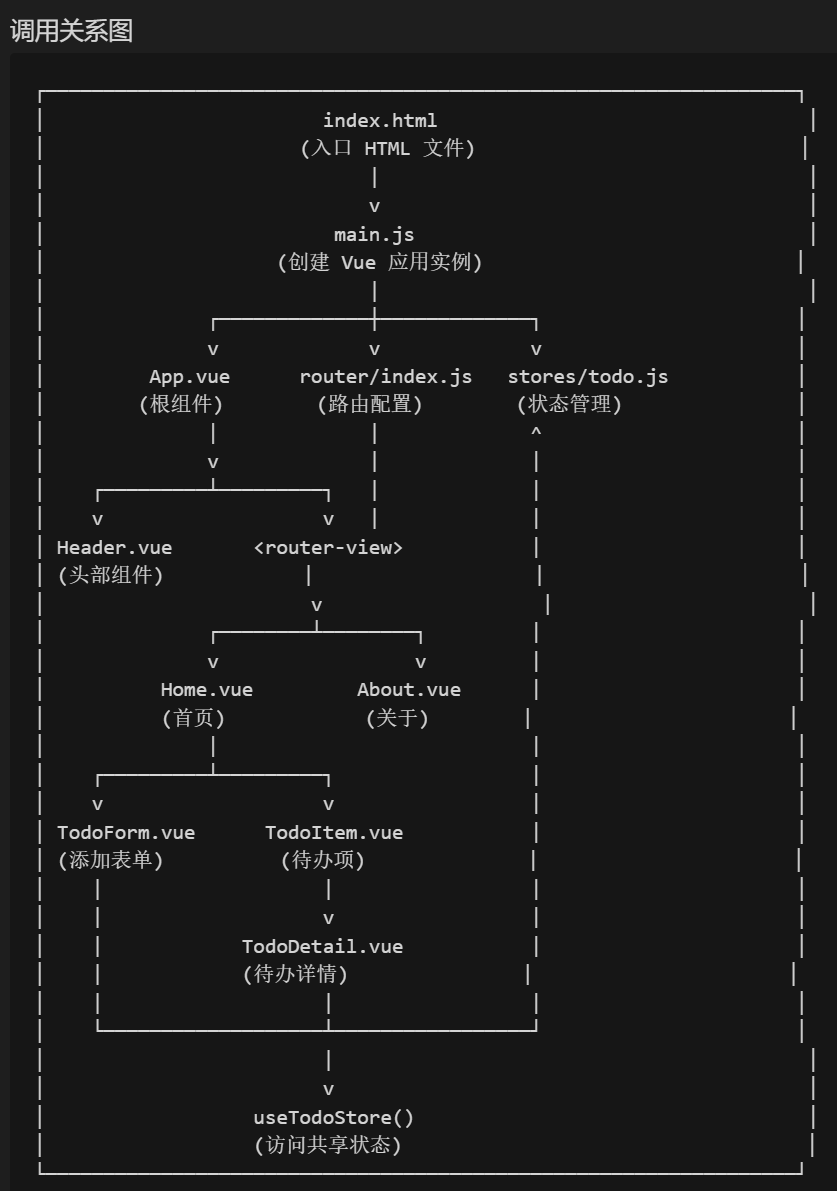 调用关系图
index.html
(入口 HTML 文件)
v
main.js
(创建 Vue 应用实例)
v v v
App.vue router/index.js stores/todo.js
(根组件) (路由配置) (状态管理)
^
v
v v
Header.vue <router-view>
(头部组件)
v
v v
Home.vue About.vue
(首页) (关于)
v v
TodoForm.vue TodoItem.vue
(添加表单) (待办项)
v
TodoDetail.vue
(待办详情)
v
useTodoStore()
(访问共享状态)